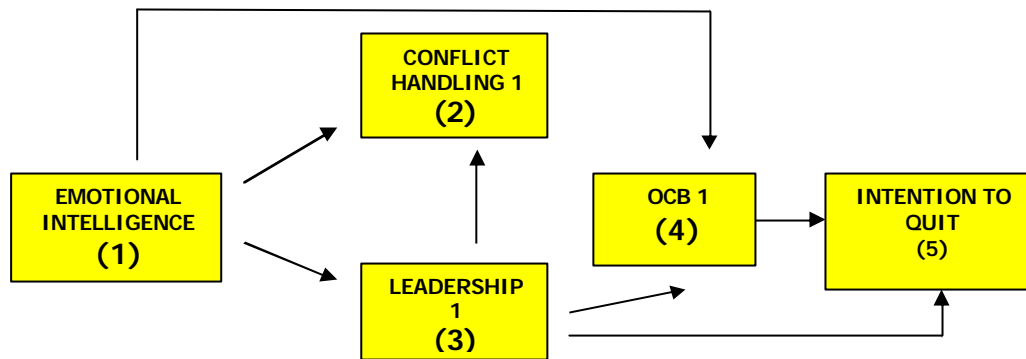 CONFLICT
HANDLING 1
(2)
EMOTIONAL
INTELLIGENCE
(1)
OCB 1
(4)
INTENTION TO
QUIT
(5)
LEADERSHIP
1
(3)